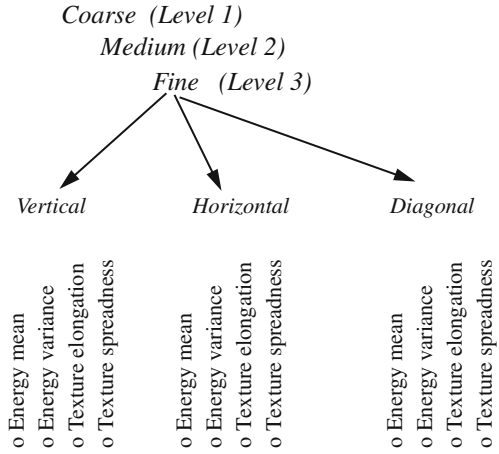 Coarse (Level 1)
Medium (Level 2)
Fine (Level 3)
Vertical
Horizontal
Diagonal
o Energy mean
o Energy variance
o Texture elongation
o Texture spreadness
o Energy mean
o Energy variance
o Texture elongation
o Texture spreadness
o Energy mean
o Energy variance
o Texture elongation
o Texture spreadness